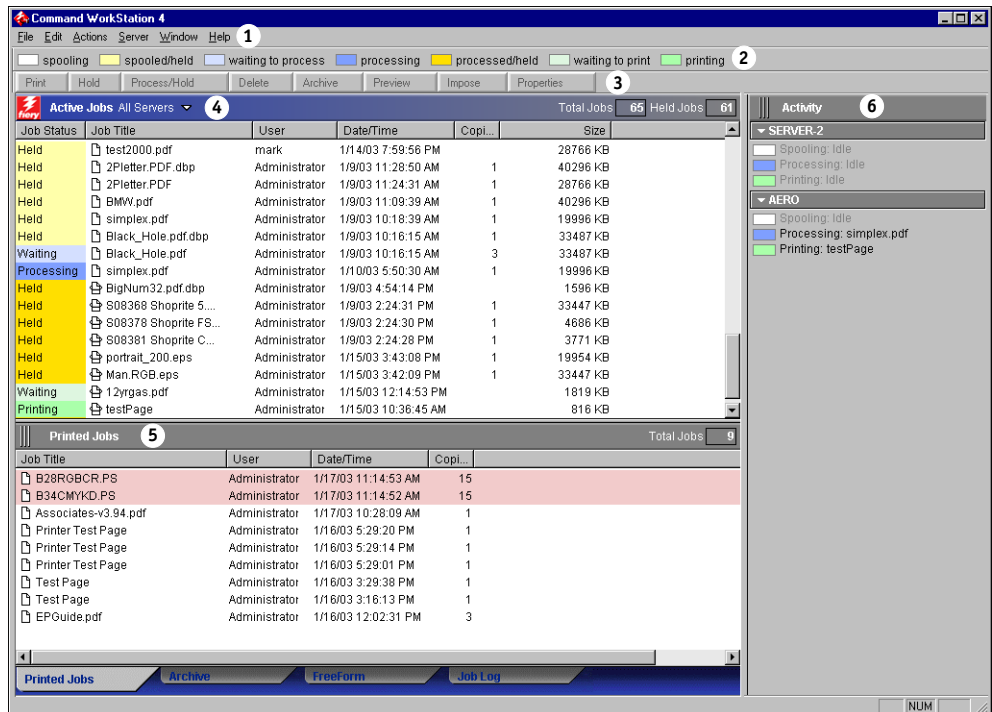 Command WorkStation 4
File Edit Actions Server Window Help 1
spooling spooled/held waiting to process processing processed/held waiting to print printing 2
Print Hold Process/Hold Delete Archive Preview Impose Properties 3
fiery Active Jobs All Servers 4 Total Jobs 65 Held Jobs 61
Job Status Job Title User Date/Time Copi... Size
Held test2000.pdf mark 1/14/03 7:59:56 PM 28766 KB
Held 2Pletter.PDF.dbp Administrator 1/9/03 11:28:50 AM 1 40296 KB
Held 2Pletter.PDF Administrator 1/9/03 11:24:31 AM 1 28766 KB
Held BMW.pdf Administrator 1/9/03 11:09:39 AM 1 40296 KB
Held simplex.pdf Administrator 1/9/03 10:18:39 AM 1 19996 KB
Held Black_Hole.pdf.dbp Administrator 1/9/03 10:16:15 AM 1 33487 KB
Waiting Black_Hole.pdf Administrator 1/9/03 10:16:15 AM 3 33487 KB
Processing simplex.pdf Administrator 1/10/03 5:50:30 AM 1 19996 KB
Held BigNum32.pdf.dbp Administrator 1/9/03 4:54:14 PM 1596 KB
Held S08368 Shoprite 5.... Administrator 1/9/03 2:24:31 PM 1 33447 KB
Held S08378 Shoprite FS... Administrator 1/9/03 2:24:30 PM 1 4686 KB
Held S08381 Shoprite C... Administrator 1/9/03 2:24:28 PM 1 3771 KB
Held portrait_200.eps Administrator 1/15/03 3:43:08 PM 1 19954 KB
Held Man.RGB.eps Administrator 1/15/03 3:42:09 PM 1 33447 KB
Waiting 12yrgas.pdf Administrator 1/15/03 12:14:53 PM 1819 KB
Printing testPage Administrator 1/15/03 10:36:45 AM 816 KB
Printed Jobs 5 Total Jobs 9
Job Title User Date/Time Copi...
B28RGBCR.PS Administrator 1/17/03 11:14:53 AM 15
B34CMYKD.PS Administrator 1/17/03 11:14:52 AM 15
Associates-v3.94.pdf Administrator 1/17/03 10:28:09 AM 1
Printer Test Page Administrator 1/16/03 5:29:20 PM 1
Printer Test Page Administrator 1/16/03 5:29:14 PM 1
Printer Test Page Administrator 1/16/03 5:29:01 PM 1
Test Page Administrator 1/16/03 3:29:38 PM 1
Test Page Administrator 1/16/03 3:16:13 PM 1
EPGuide.pdf Administrator 1/16/03 12:02:31 PM 3
Printed Jobs Archive FreeForm Job Log
Activity 6
SERVER-2
Spooling: Idle
Processing: Idle
Printing: Idle
AERO
Spooling: Idle
Processing: simplex.pdf
Printing: testPage
NUM